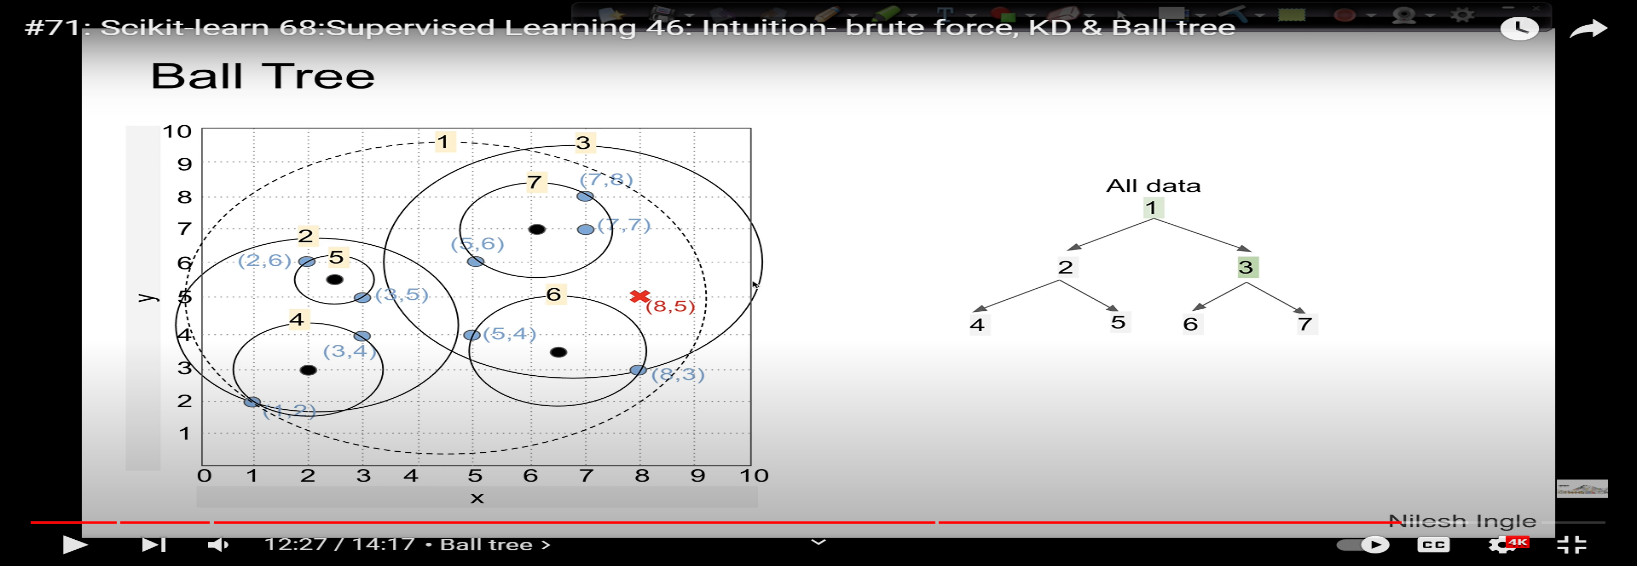 #71: Scikit-learn 68:Supervised Learning 46: Intuition- brute force, KD & Ball tree
Ball Tree
10
9
8
7
6
5
4
3
2
1
y
0 1 2 3 4 5 6 7 8 9 10
x
1
3
7
(7,8)
(7,7)
(5,6)
2
(2,6)
5
(3,5)
6
(8,5)
4
(5,4)
(3,4)
(8,3)
(1,2)
All data
1
2 3
4 5 6 7
Nilesh Ingle
12:27 / 14:17 • Ball tree >
CC
4K